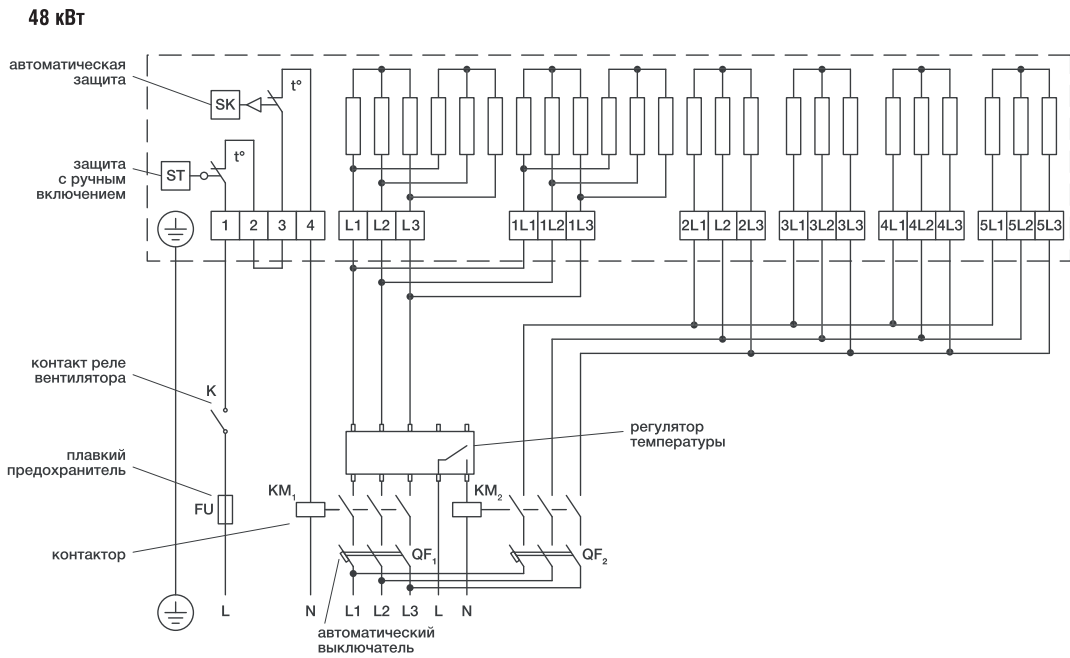 48 кВт
автоматическая
защита
SK
t°
защита
с ручным
включением
ST
t°
1 2 3 4 L1 L2 L3 1L1 1L2 1L3 2L1 L2 2L3 3L1 3L2 3L3 4L1 4L2 4L3 5L1 5L2 5L3
контакт реле
вентилятора
K
регулятор
температуры
плавкий
предохранитель
FU
KM1
KM2
контактор
QF1
QF2
L N L1 L2 L3 L N
автоматический
выключатель